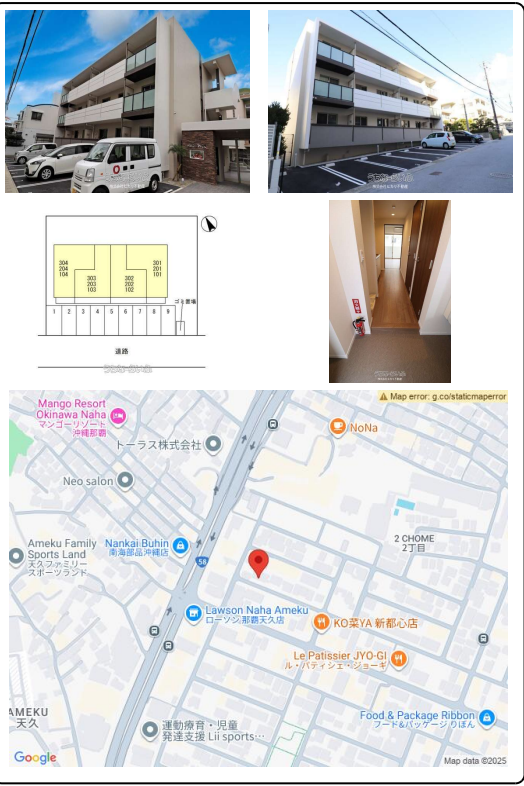 304
204
104
303
203
103
302
202
102
301
201
101
1 2 3 4 5 6 7 8 9
ゴミ置場
道路
Map error: g.co/staticmaperror
Mango Resort
Okinawa Naha
マンゴーリゾート
沖縄那覇
NoNa
トーラス株式会社
Neo salon
2 CHOME
2丁目
Ameku Family
Sports Land
天久ファミリー
スポーツランド
Nankai Buhin
南海部品沖縄店
58
Lawson Naha Ameku
ローソン 那覇天久店
KO菜YA 新都心店
Le Patissier JYO-GI
ル・パティシェ・ジョーギ
AMEKU
天久
運動療育・児童
発達支援 Lii sports…
Food & Package Ribbon
フード&パッケージ りぼん
Google
Map data ©2025